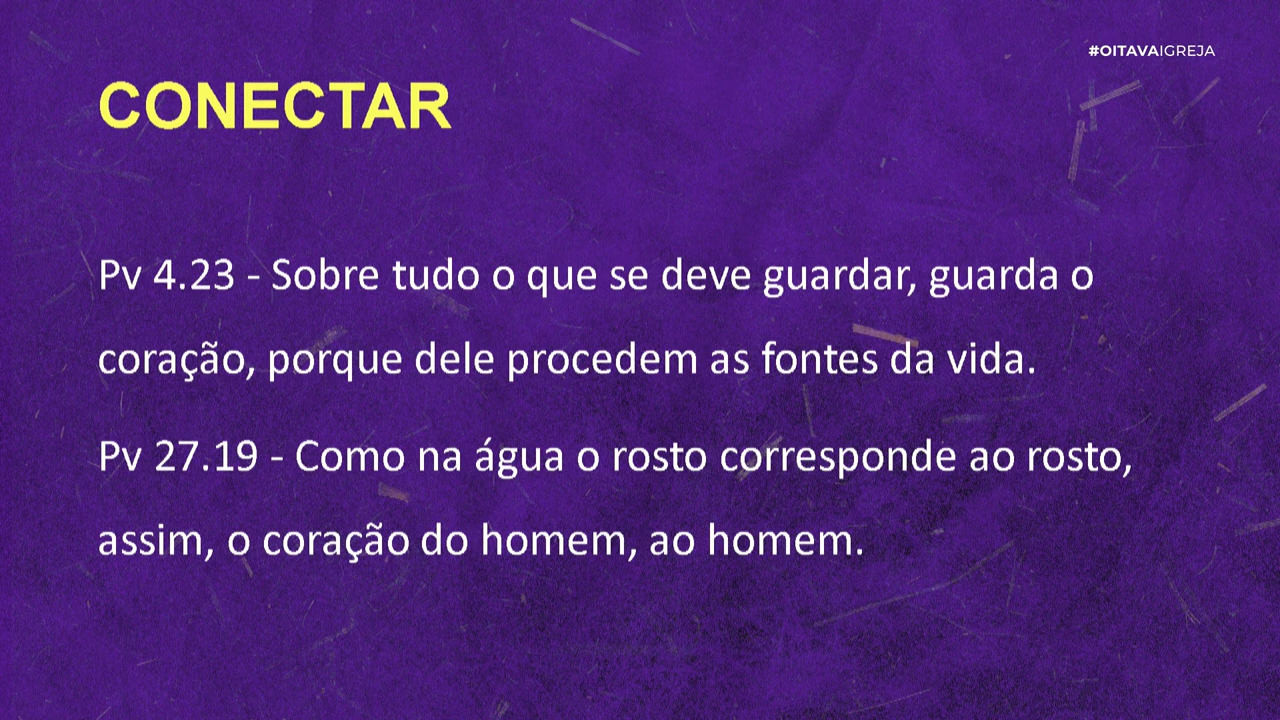 #OITAVAIGREJA
CONECTAR
Pv 4.23 - Sobre tudo o que se deve guardar, guarda o
coração, porque dele procedem as fontes da vida.
Pv 27.19 - Como na água o rosto corresponde ao rosto,
assim, o coração do homem, ao homem.